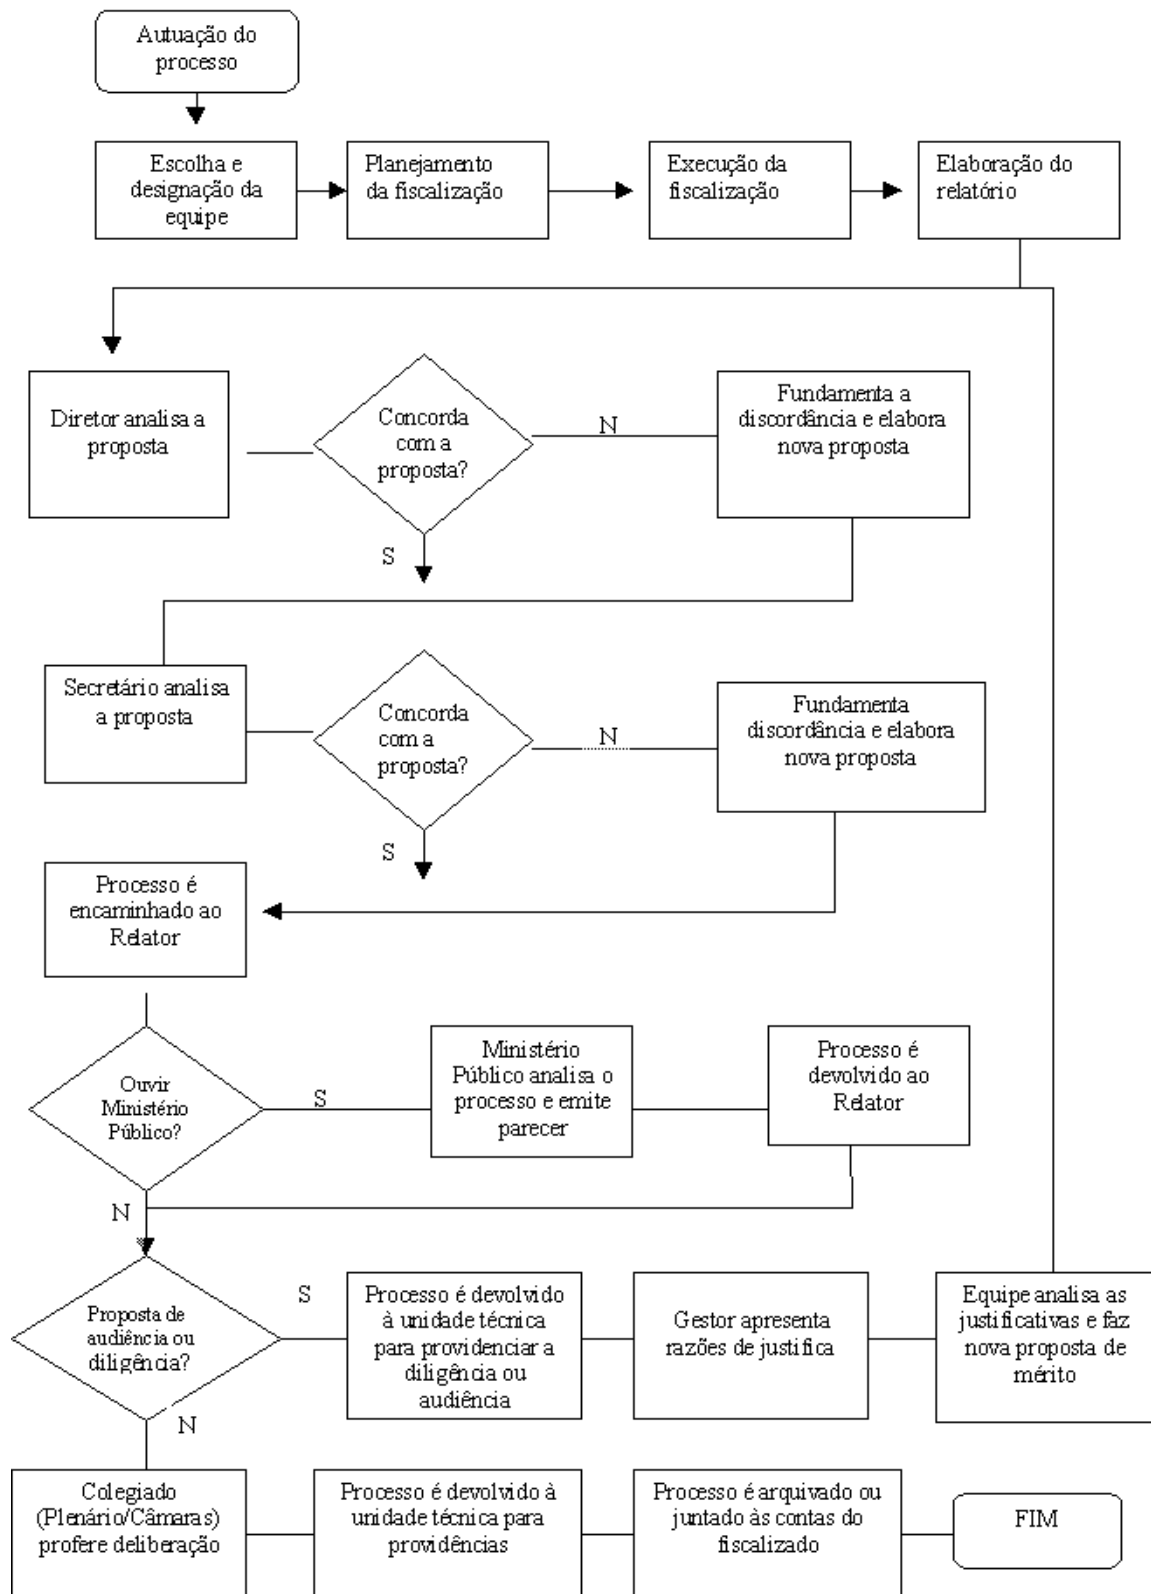 Autuação do
processo
Escolha e
designação da
equipe
Planejamento
da fiscalização
Execução da
fiscalização
Elaboração do
relatório
Diretor analisa a
proposta
Concorda
com a
proposta?
N
Fundamenta a
discordância e elabora
nova proposta
S
Secretário analisa
a proposta
Concorda
com a
proposta?
N
Fundamenta
discordância e elabora
nova proposta
S
Processo é
encaminhado ao
Relator
Ouvir
Ministério
Público?
S
Ministério
Público analisa o
processo e emite
parecer
Processo é
devolvido ao
Relator
N
Proposta de
audiência ou
diligência?
S
Processo é devolvido
à unidade técnica
para providenciar a
diligência ou
audiência
Gestor apresenta
razões de justifica
Equipe analisa as
justificativas e faz
nova proposta de
mérito
N
Colegiado
(Plenário/Câmaras)
profere deliberação
Processo é devolvido à
unidade técnica para
providências
Processo é arquivado ou
juntado às contas do
fiscalizado
FIM